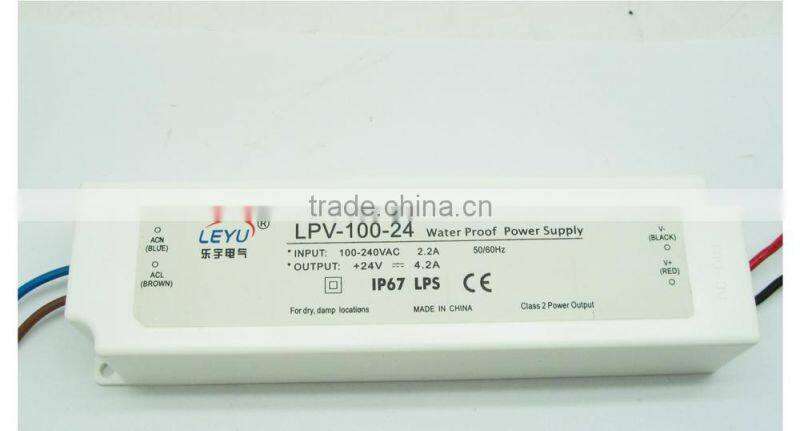 trade.china.cn
LEYU®
乐宇电气
LPV-100-24 Water Proof Power Supply
INPUT: 100-240VAC 2.2A 50/60Hz
OUTPUT: +24V ⎓ 4.2A
IP67 LPS CE
For dry, damp locations
MADE IN CHINA
Class 2 Power Output
ACN
(BLUE)
ACL
(BROWN)
V-
(BLACK)
V+
(RED)